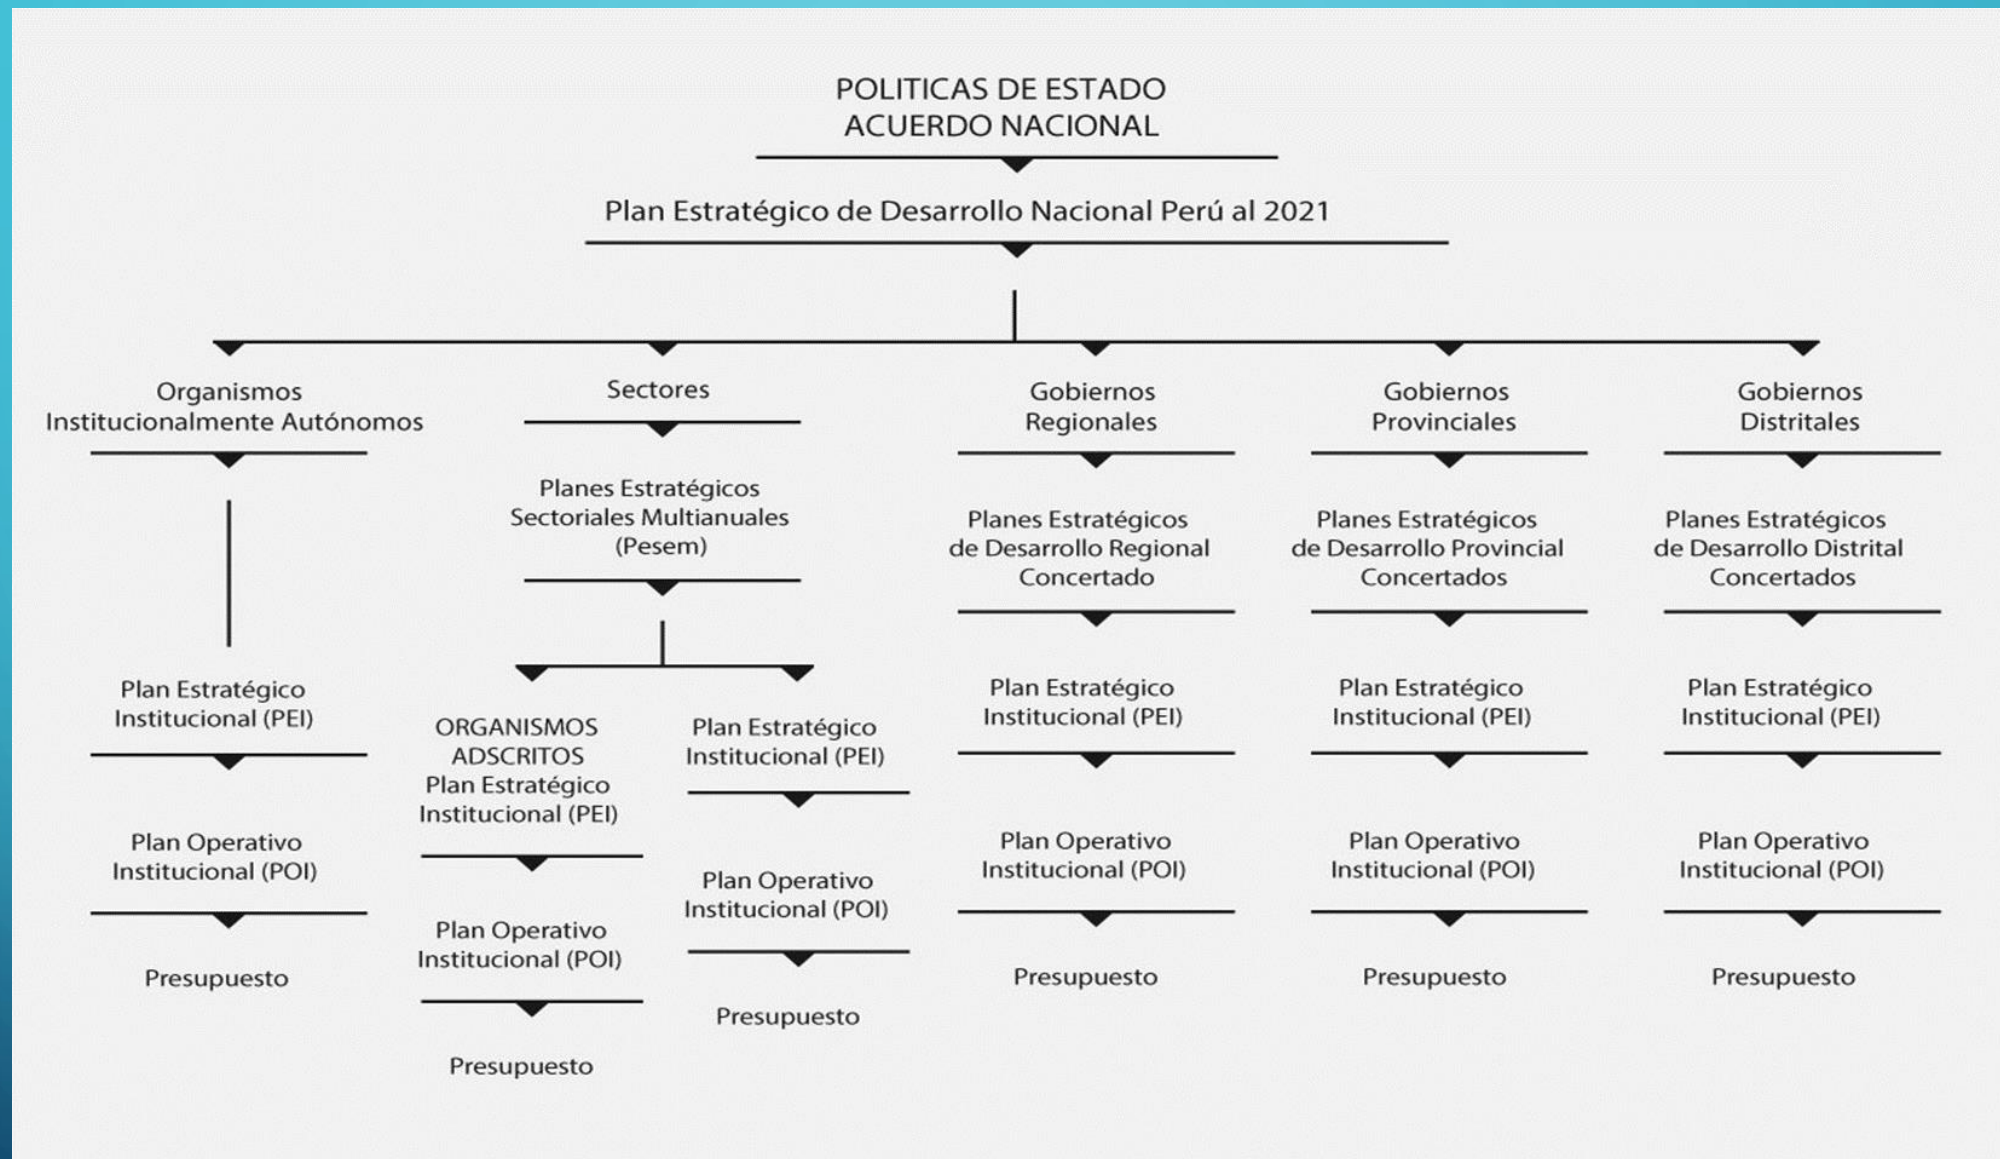 POLITICAS DE ESTADO
ACUERDO NACIONAL
Plan Estratégico de Desarrollo Nacional Perú al 2021
Organismos
Institucionalmente Autónomos
Plan Estratégico
Institucional (PEI)
Plan Operativo
Institucional (POI)
Presupuesto
Sectores
Planes Estratégicos
Sectoriales Multianuales
(Pesem)
ORGANISMOS
ADSCRITOS
Plan Estratégico
Institucional (PEI)
Plan Operativo
Institucional (POI)
Presupuesto
Plan Estratégico
Institucional (PEI)
Plan Operativo
Institucional (POI)
Presupuesto
Gobiernos
Regionales
Planes Estratégicos
de Desarrollo Regional
Concertado
Plan Estratégico
Institucional (PEI)
Plan Operativo
Institucional (POI)
Presupuesto
Gobiernos
Provinciales
Planes Estratégicos
de Desarrollo Provincial
Concertados
Plan Estratégico
Institucional (PEI)
Plan Operativo
Institucional (POI)
Presupuesto
Gobiernos
Distritales
Planes Estratégicos
de Desarrollo Distrital
Concertados
Plan Estratégico
Institucional (PEI)
Plan Operativo
Institucional (POI)
Presupuesto